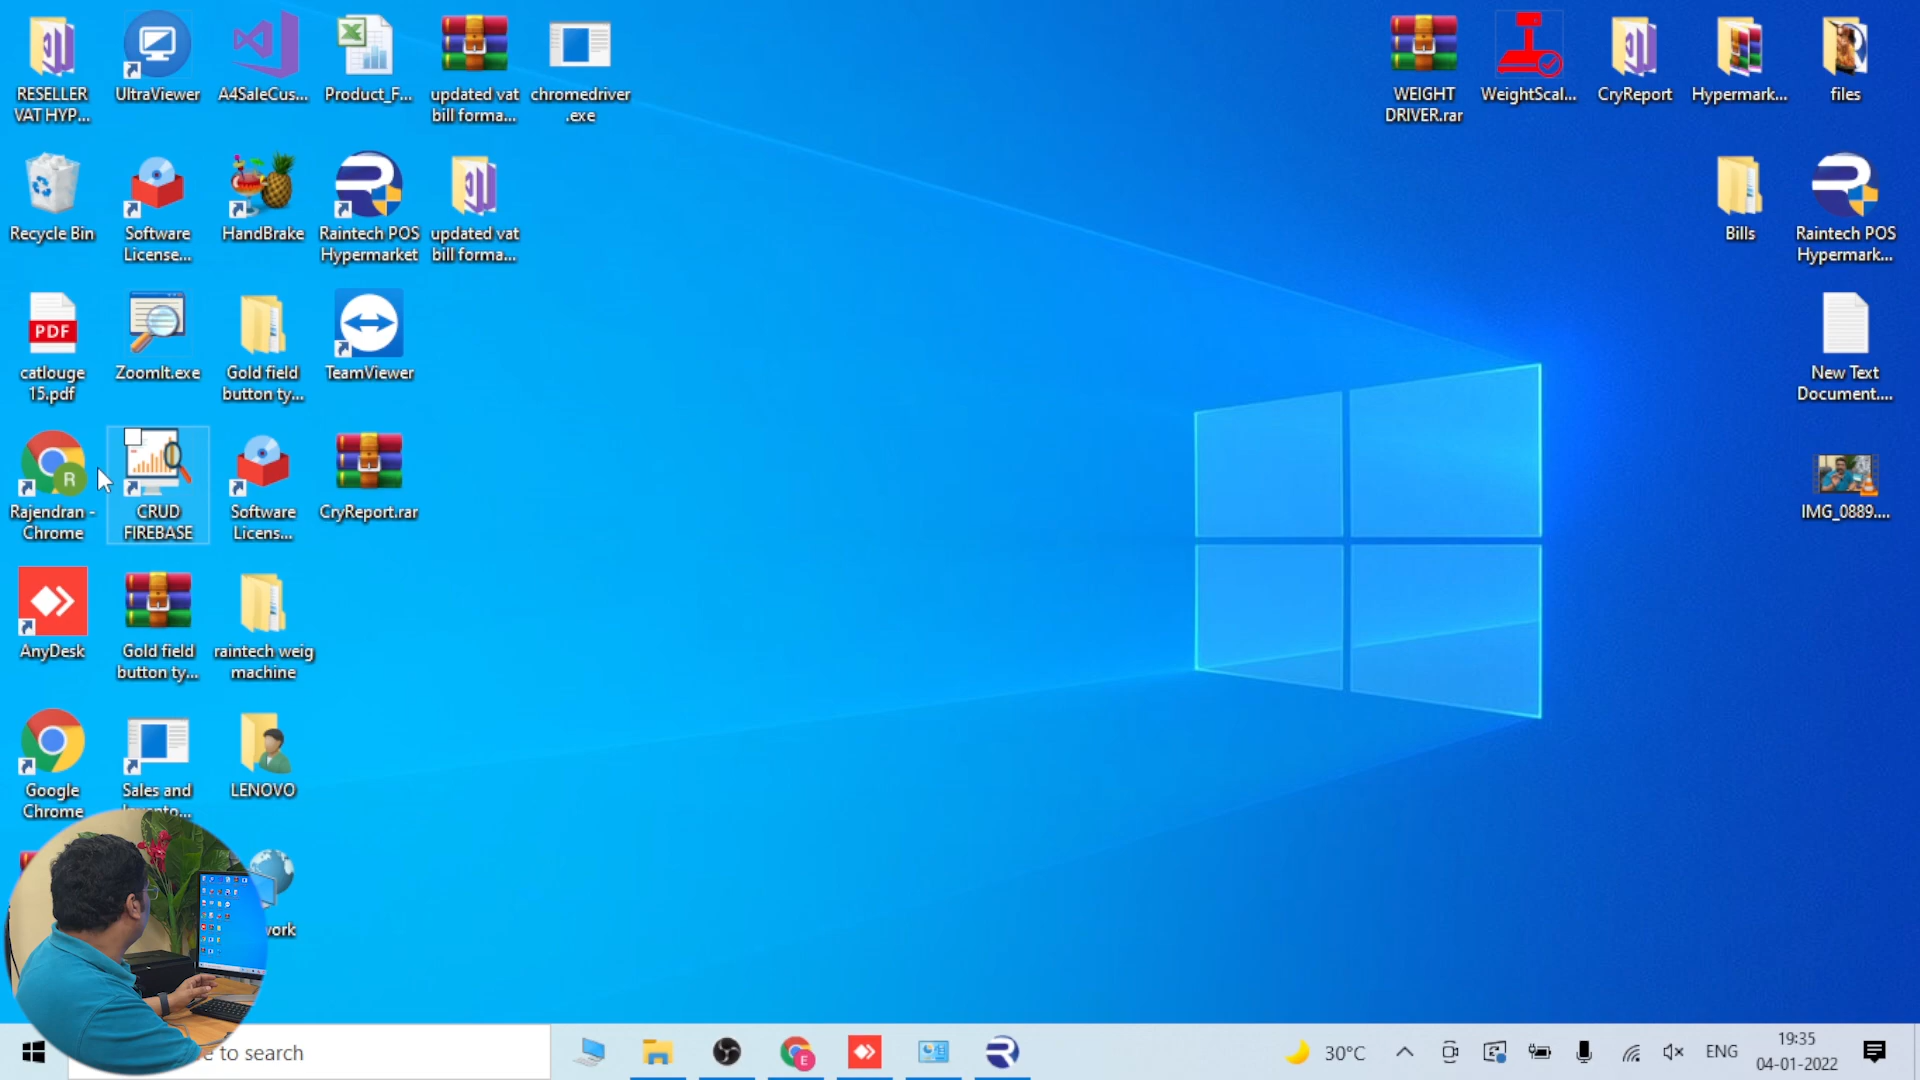 RESELLER
VAT HYP...
UltraViewer
A4SaleCus...
Product_F...
updated vat
bill forma...
chromedriver
.exe
WEIGHT
DRIVER.rar
WeightScal...
CryReport
Hypermark...
files
Recycle Bin
Software
License...
HandBrake
Raintech POS
Hypermarket
updated vat
bill forma...
Bills
Raintech POS
Hypermark...
PDF
catlouge
15.pdf
ZoomIt.exe
Gold field
button ty...
TeamViewer
New Text
Document....
R
Rajendran -
Chrome
CRUD
FIREBASE
Software
Licens...
CryReport.rar
IMG_0889....
AnyDesk
Gold field
button ty...
raintech weig
machine
Google
Chrome
Sales and
LENOVO
work
e to search
E
30°C
ENG
19:35
04-01-2022